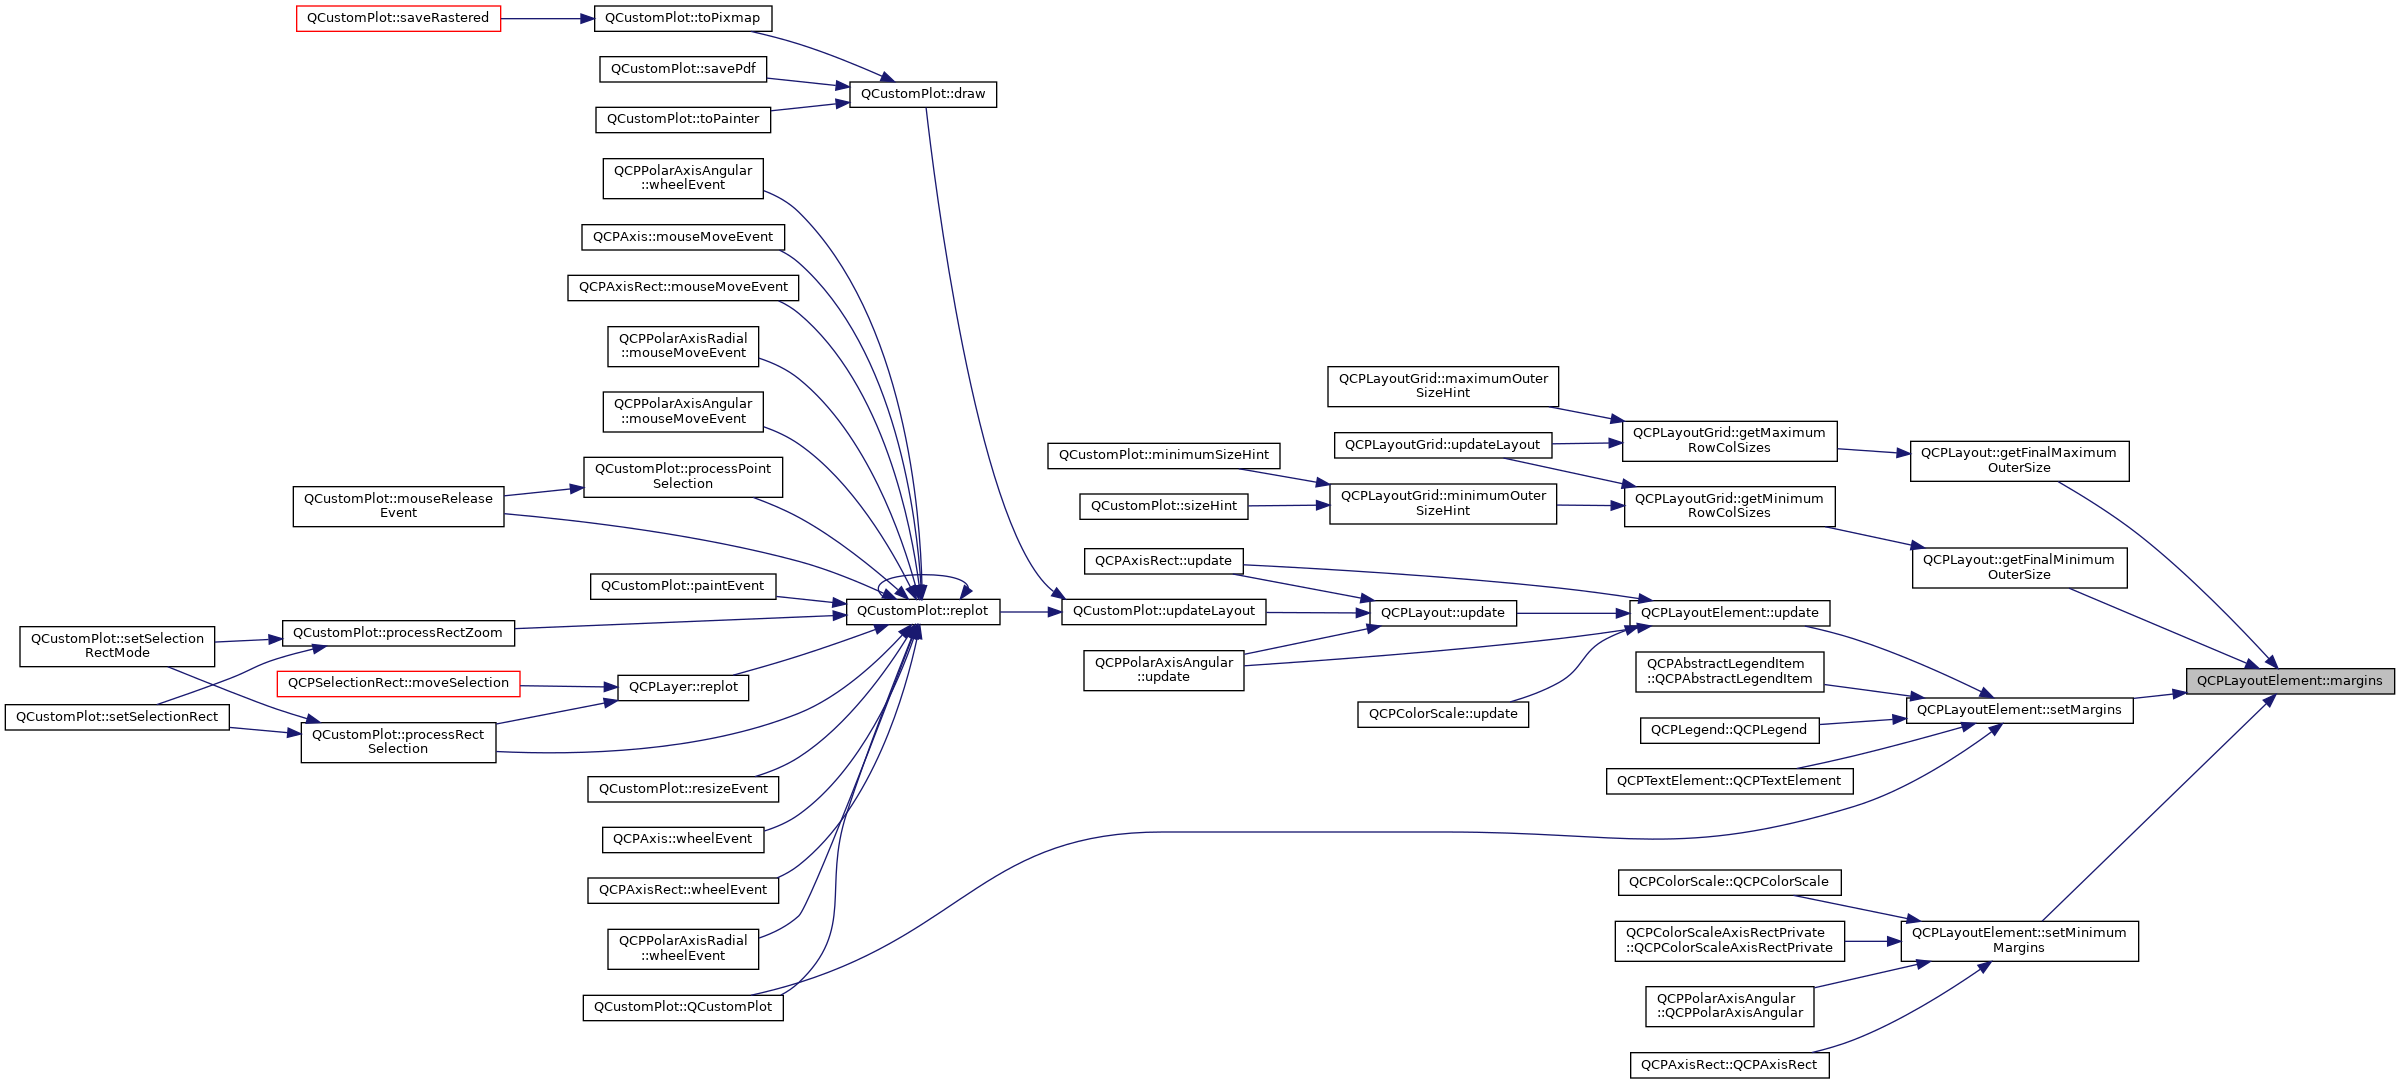 QCustomPlot::saveRastered
QCustomPlot::toPixmap
QCustomPlot::savePdf
QCustomPlot::draw
QCustomPlot::toPainter
QCPPolarAxisAngular
::wheelEvent
QCPAxis::mouseMoveEvent
QCPAxisRect::mouseMoveEvent
QCPPolarAxisRadial
::mouseMoveEvent
QCPPolarAxisAngular
::mouseMoveEvent
QCustomPlot::processPoint
Selection
QCustomPlot::mouseRelease
Event
QCustomPlot::paintEvent
QCustomPlot::replot
QCustomPlot::processRectZoom
QCustomPlot::setSelection
RectMode
QCPSelectionRect::moveSelection
QCPLayer::replot
QCustomPlot::setSelectionRect
QCustomPlot::processRect
Selection
QCustomPlot::resizeEvent
QCPAxis::wheelEvent
QCPAxisRect::wheelEvent
QCPPolarAxisRadial
::wheelEvent
QCustomPlot::QCustomPlot
QCPLayoutGrid::maximumOuter
SizeHint
QCPLayoutGrid::updateLayout
QCustomPlot::minimumSizeHint
QCPLayoutGrid::minimumOuter
SizeHint
QCustomPlot::sizeHint
QCPAxisRect::update
QCustomPlot::updateLayout
QCPLayout::update
QCPPolarAxisAngular
::update
QCPColorScale::update
QCPLayoutGrid::getMaximum
RowColSizes
QCPLayoutGrid::getMinimum
RowColSizes
QCPLayout::getFinalMaximum
OuterSize
QCPLayout::getFinalMinimum
OuterSize
QCPLayoutElement::update
QCPAbstractLegendItem
::QCPAbstractLegendItem
QCPLayoutElement::margins
QCPLayoutElement::setMargins
QCPLegend::QCPLegend
QCPTextElement::QCPTextElement
QCPColorScale::QCPColorScale
QCPColorScaleAxisRectPrivate
::QCPColorScaleAxisRectPrivate
QCPLayoutElement::setMinimum
Margins
QCPPolarAxisAngular
::QCPPolarAxisAngular
QCPAxisRect::QCPAxisRect